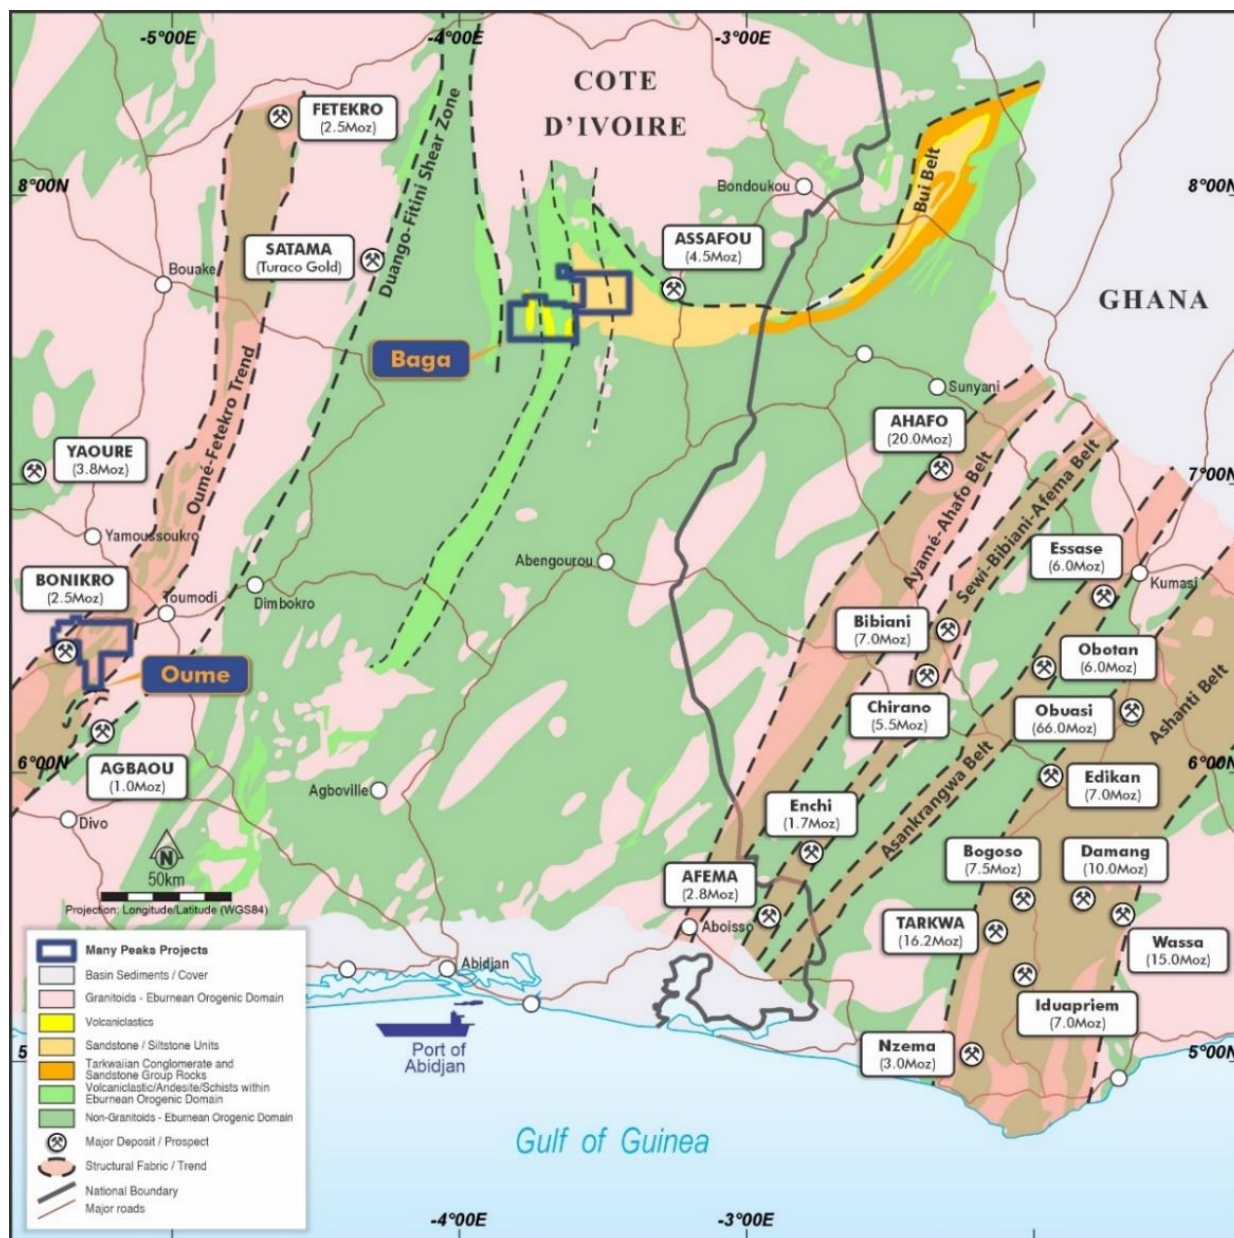 -5°00E
-4°00E
-3°00E
COTE
D'IVOIRE
FETEKRO
(2.5Moz)
8°00N
8°00N
Bondoukou
Bui Belt
Duango-Fitini Shear Zone
SATAMA
(Turaco Gold)
ASSAFOU
(4.5Moz)
Bouake
GHANA
Baga
Sunyani
Oumé-Fetekro Trend
AHAFO
(20.0Moz)
YAOURE
(3.8Moz)
7°00N
7°00N
Ayamé-Ahafo Belt
Sewi-Bibiani-Afema Belt
Yamoussoukro
Abengourou
Essase
(6.0Moz)
Kumasi
BONIKRO
(2.5Moz)
Toumodi
Dimbokro
Bibiani
(7.0Moz)
Obotan
(6.0Moz)
Oume
Chirano
(5.5Moz)
Obuasi
(66.0Moz)
Ashanti Belt
6°00N
6°00N
AGBAOU
(1.0Moz)
Agboville
Asankrangwa Belt
Edikan
(7.0Moz)
Divo
Enchi
(1.7Moz)
N
50km
Projection: Longitude/Latitude (WGS84)
Bogoso
(7.5Moz)
Damang
(10.0Moz)
AFEMA
(2.8Moz)
Aboisso
TARKWA
(16.2Moz)
Wassa
(15.0Moz)
Abidjan
Iduapriem
(7.0Moz)
Port of
Abidjan
Nzema
(3.0Moz)
5
5°00N
Gulf of Guinea
Many Peaks Projects
Basin Sediments / Cover
Granitoids - Eburnean Orogenic Domain
Volcaniclastics
Sandstone / Siltstone Units
Tarkwaiian Conglomerate and
Sandstone Group Rocks
Volcaniclastic/Andesite/Schists within
Eburnean Orogenic Domain
Non-Granitoids - Eburnean Orogenic Domain
Major Deposit / Prospect
Structural Fabric / Trend
National Boundary
Major roads
-4°00E
-3°00E